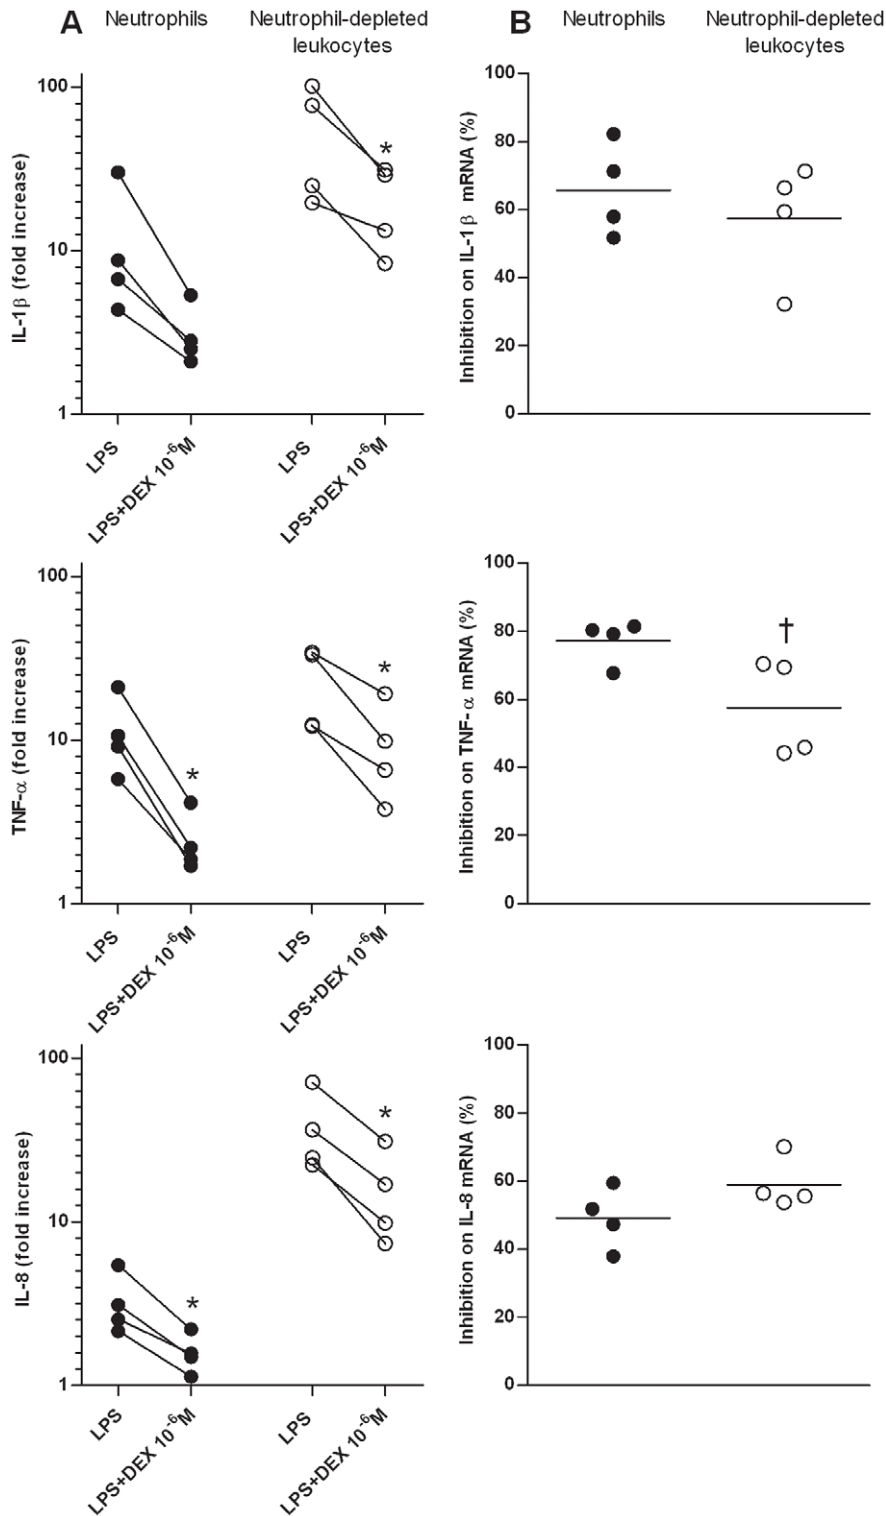 A Neutrophils Neutrophil-depleted
leukocytes
B Neutrophils Neutrophil-depleted
leukocytes
IL-1β (fold increase)
100
10
1
*
LPS
LPS+DEX 10⁻⁶M
LPS
LPS+DEX 10⁻⁶M
Inhibition on IL-1β mRNA (%)
100
80
60
40
20
0
TNF-α (fold increase)
100
10
1
*
*
LPS
LPS+DEX 10⁻⁶M
LPS
LPS+DEX 10⁻⁶M
Inhibition on TNF-α mRNA (%)
100
80
60
40
20
0
†
IL-8 (fold increase)
100
10
1
*
*
LPS
LPS+DEX 10⁻⁶M
LPS
LPS+DEX 10⁻⁶M
Inhibition on IL-8 mRNA (%)
100
80
60
40
20
0